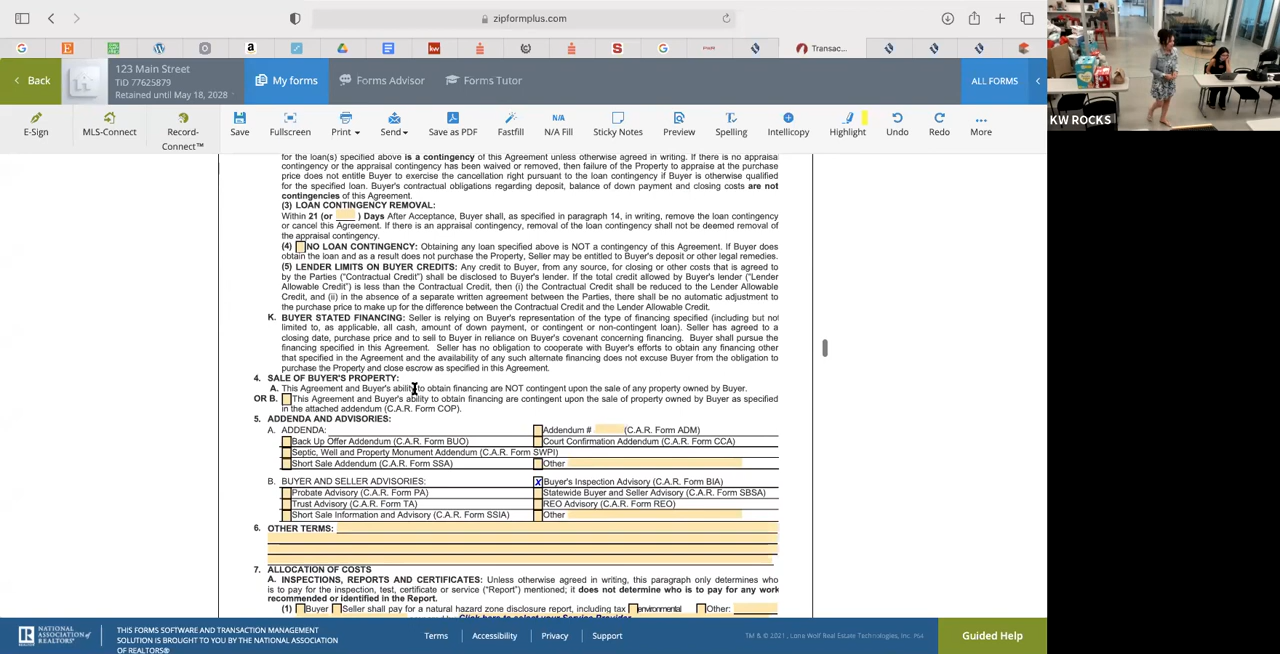 zipformplus.com
kw
S
Transac...
Back
123 Main Street
TID 77625879
Retained until May 18, 2028
My forms
Forms Advisor
Forms Tutor
ALL FORMS
E-Sign
MLS-Connect
Record-
Connect™
Save
Fullscreen
Print
Send
Save as PDF
Fastfill
N/A
N/A Fill
Sticky Notes
Preview
Spelling
Intellicopy
Highlight
Undo
Redo
More
KW ROCKS
for the loan(s) specified above is a contingency of this Agreement unless otherwise agreed in writing. If there is no appraisal
contingency or the appraisal contingency has been waived or removed, then failure of the Property to appraise at the purchase
price does not entitle Buyer to exercise the cancellation right pursuant to the loan contingency if Buyer is otherwise qualified
for the specified loan. Buyer's contractual obligations regarding deposit, balance of down payment and closing costs are not
contingencies of this Agreement.
(3) LOAN CONTINGENCY REMOVAL:
Within 21 (or ) Days After Acceptance, Buyer shall, as specified in paragraph 14, in writing, remove the loan contingency
or cancel this Agreement. If there is an appraisal contingency, removal of the loan contingency shall not be deemed removal of
the appraisal contingency.
(4) NO LOAN CONTINGENCY: Obtaining any loan specified above is NOT a contingency of this Agreement. If Buyer does
not obtain the loan and as a result does not purchase the Property, Seller may be entitled to Buyer's deposit or other legal remedies.
(5) LENDER LIMITS ON BUYER CREDITS: Any credit to Buyer, from any source, for closing or other costs that is agreed to
by the Parties ("Contractual Credit") shall be disclosed to Buyer's lender. If the total credit allowed by Buyer's lender ("Lender
Allowable Credit") is less than the Contractual Credit, then (i) the Contractual Credit shall be reduced to the Lender Allowable
Credit, and (ii) in the absence of a separate written agreement between the Parties, there shall be no automatic adjustment to
the purchase price to make up for the difference between the Contractual Credit and the Lender Allowable Credit.
K. BUYER STATED FINANCING: Seller is relying on Buyer's representation of the type of financing specified (including but not
limited to, as applicable, all cash, amount of down payment, or contingent or non-contingent loan). Seller has agreed to a
closing date, purchase price and to sell to Buyer in reliance on Buyer's covenant concerning financing. Buyer shall pursue the
financing specified in this Agreement. Seller has no obligation to cooperate with Buyer's efforts to obtain any financing other
that specified in the Agreement and the availability of any such alternate financing does not excuse Buyer from the obligation to
purchase the Property and close escrow as specified in this Agreement.
4. SALE OF BUYER'S PROPERTY:
A. This Agreement and Buyer's ability to obtain financing are NOT contingent upon the sale of any property owned by Buyer.
OR B. This Agreement and Buyer's ability to obtain financing are contingent upon the sale of property owned by Buyer as specified
in the attached addendum (C.A.R. Form COP).
5. ADDENDA AND ADVISORIES:
A. ADDENDA: Addendum # (C.A.R. Form ADM)
Back Up Offer Addendum (C.A.R. Form BUO) Court Confirmation Addendum (C.A.R. Form CCA)
Septic, Well and Property Monument Addendum (C.A.R. Form SWPI)
Short Sale Addendum (C.A.R. Form SSA) Other
B. BUYER AND SELLER ADVISORIES: X Buyer's Inspection Advisory (C.A.R. Form BIA)
Probate Advisory (C.A.R. Form PA) Statewide Buyer and Seller Advisory (C.A.R. Form SBSA)
Trust Advisory (C.A.R. Form TA) REO Advisory (C.A.R. Form REO)
Short Sale Information and Advisory (C.A.R. Form SSIA) Other
6. OTHER TERMS:
7. ALLOCATION OF COSTS
A. INSPECTIONS, REPORTS AND CERTIFICATES: Unless otherwise agreed in writing, this paragraph only determines who
is to pay for the inspection, test, certificate or service ("Report") mentioned; it does not determine who is to pay for any work
recommended or identified in the Report.
(1) Buyer Seller shall pay for a natural hazard zone disclosure report, including tax environmental Other:
NATIONAL
ASSOCIATION
OF REALTORS®
THIS FORMS SOFTWARE AND TRANSACTION MANAGEMENT
SOLUTION IS BROUGHT TO YOU BY THE NATIONAL ASSOCIATION
OF REALTORS®
Terms
Accessibility
Privacy
Support
TM & © 2021, Lone Wolf Real Estate Technologies, Inc.
Guided Help